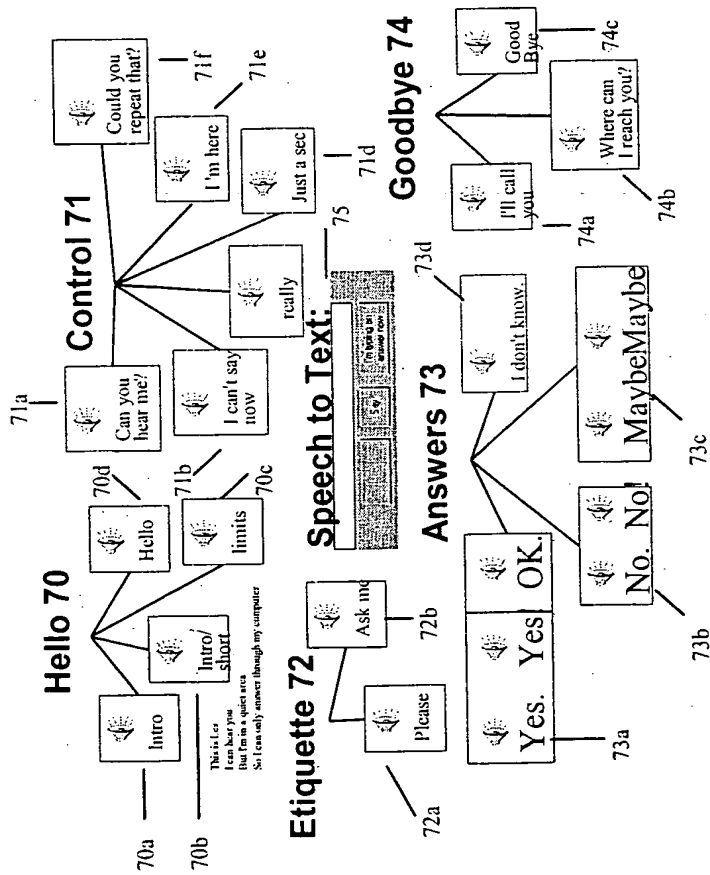 Hello 70
70a
Intro
70b
Intro/
short
This is Les
I can hear you
But I'm in a quiet area
So I can only answer through my computer
70d
Hello
70c
limits
Control 71
71a
Can you
hear me?
71b
I can't say
now
really
71d
Just a sec
71e
I'm here
71f
Could you
repeat that?
Etiquette 72
72a
Please
72b
Ask me
Speech to Text:
75
Say
I'm typing an
answer now
Answers 73
73a
Yes. Yes! OK.
73b
No. No!
73c
Maybe. Maybe
73d
I don't know.
Goodbye 74
74a
I'll call
you
74b
Where can
I reach you?
74c
Good
Bye